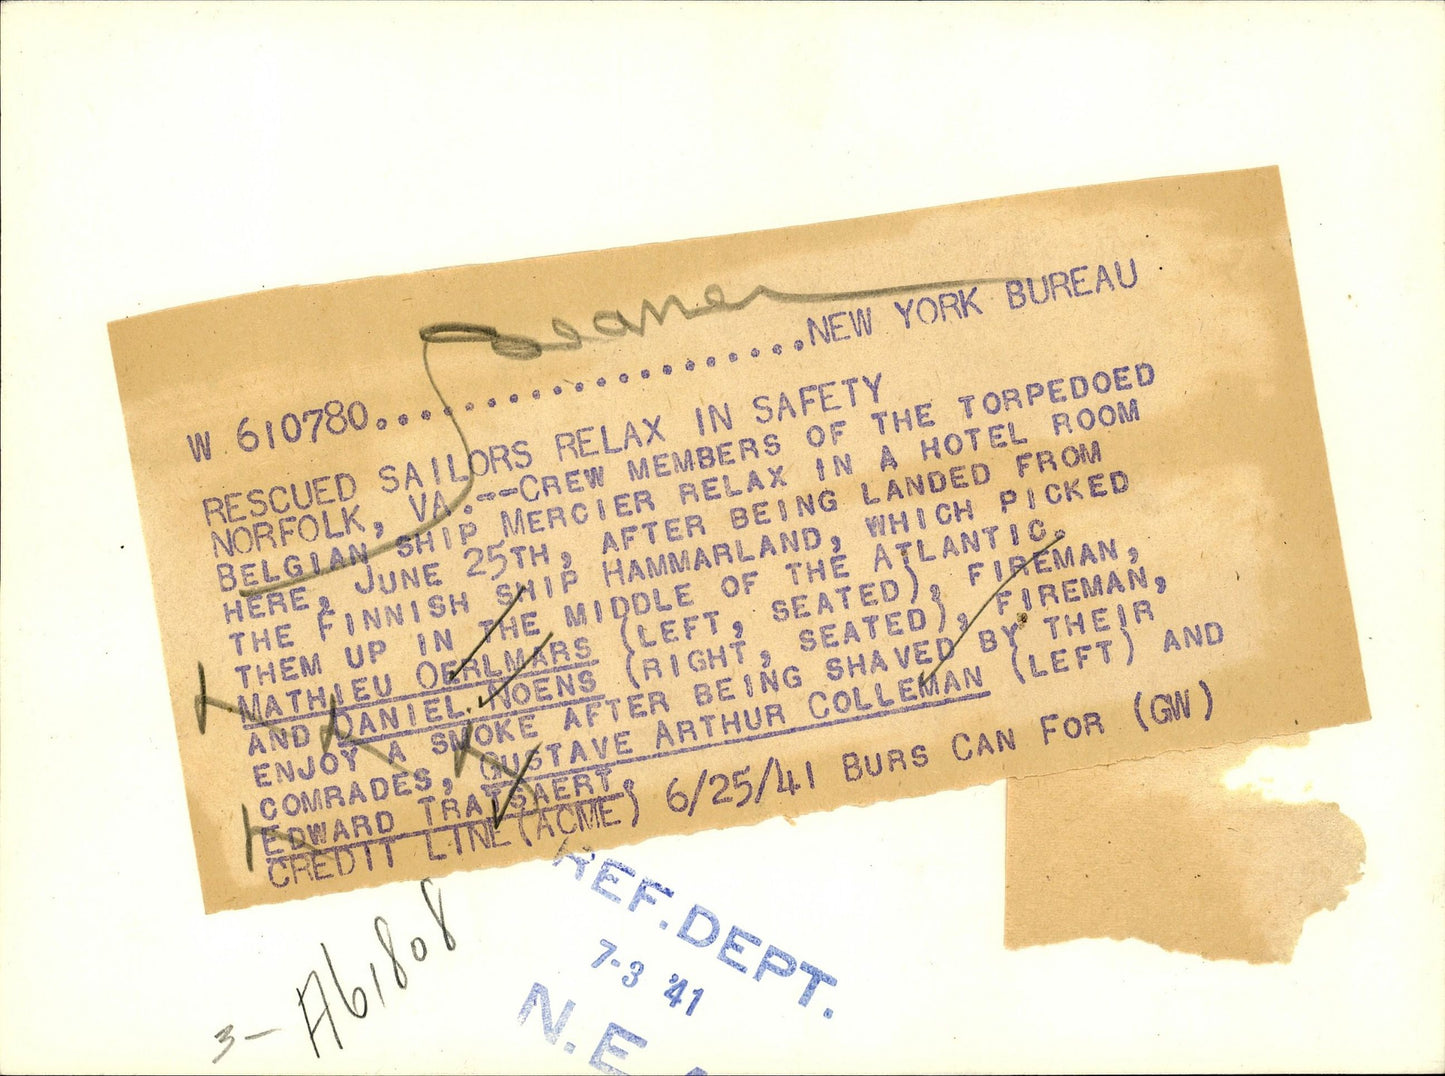 W 610780.......................NEW YORK BUREAU
RESCUED SAILORS RELAX IN SAFETY
NORFOLK, VA.--CREW MEMBERS OF THE TORPEDOED
BELGIAN SHIP MERCIER RELAX IN A HOTEL ROOM
HERE, JUNE 25TH, AFTER BEING LANDED FROM
THE FINNISH SHIP HAMMARLAND, WHICH PICKED
THEM UP IN THE MIDDLE OF THE ATLANTIC.
MATHIEU OERLMARS (LEFT, SEATED), FIREMAN,
AND DANIEL NOENS (RIGHT, SEATED), FIREMAN,
ENJOY A SMOKE AFTER BEING SHAVED BY THEIR
COMRADES, GUSTAVE ARTHUR COLLEMAN (LEFT) AND
EDWARD TRATSAERT.
CREDIT LINE (ACME) 6/25/41 BURS CAN FOR (GW)
REF. DEPT.
7-3 '41
N. E.
3- A61808